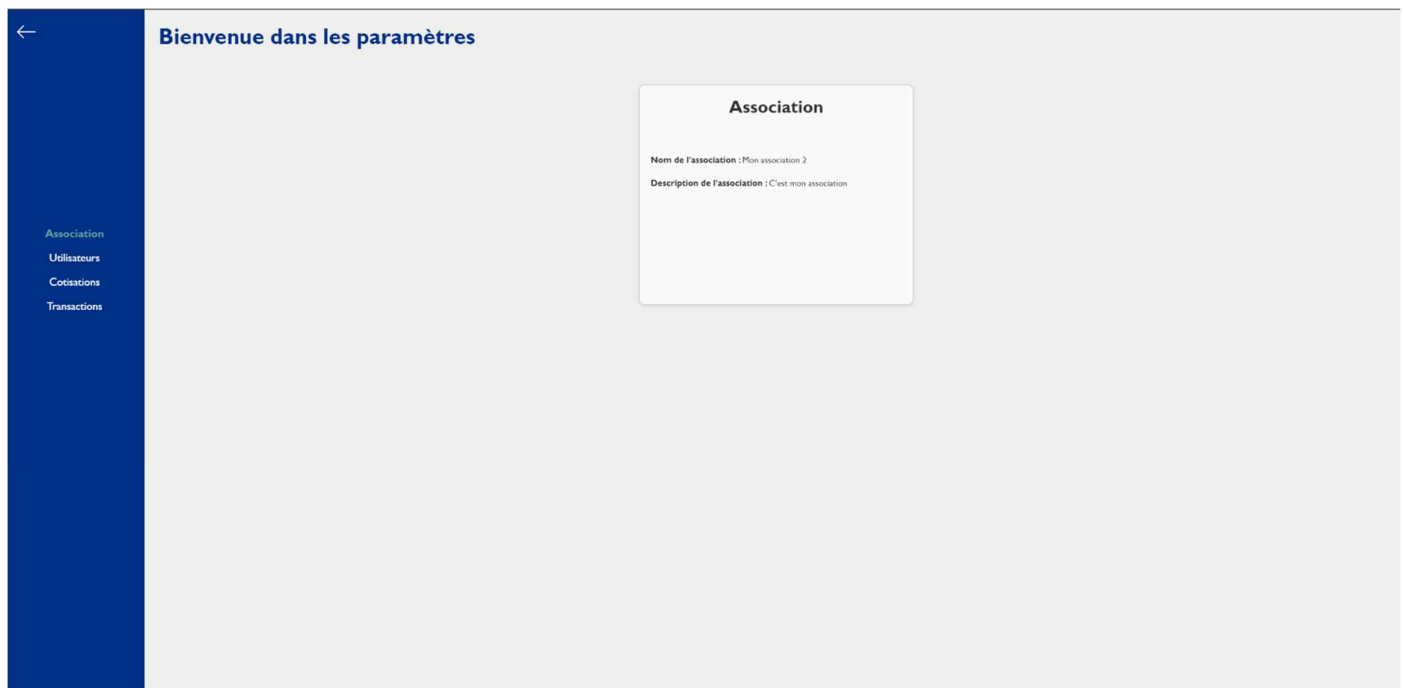 Bienvenue dans les paramètres
Association
Utilisateurs
Cotisations
Transactions
Association
Nom de l'association : Mon association 2
Description de l'association : C'est mon association